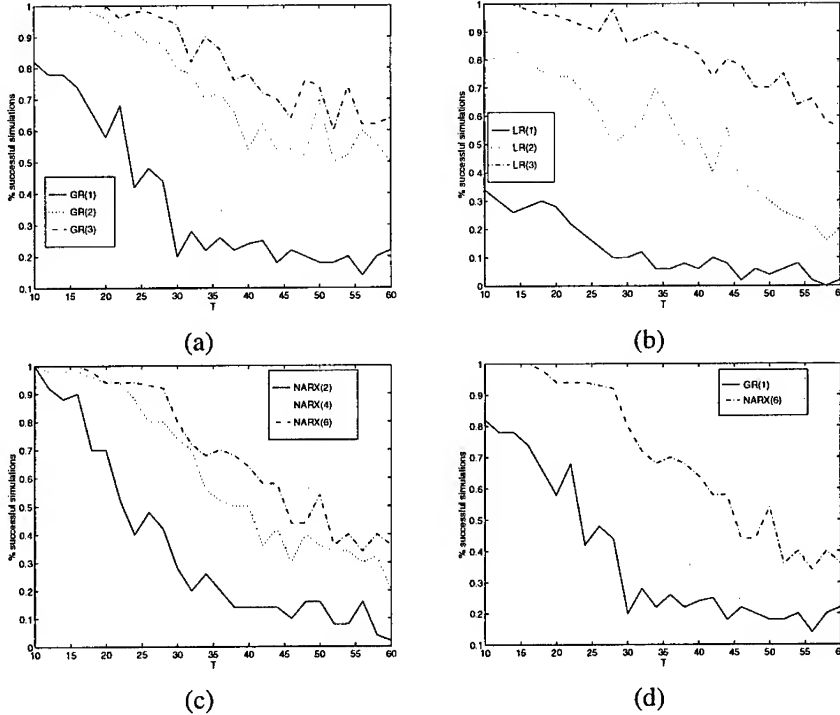 1
0.9
0.8
0.7
0.6
0.5
0.4
0.3
0.2
0.1
10 15 20 25 30 35 40 45 50 55 60
T
% successful simulations
GR(1)
GR(2)
GR(3)
(a)
1
0.9
0.8
0.7
0.6
0.5
0.4
0.3
0.2
0.1
0
10 15 20 25 30 35 40 45 50 55 60
T
% successful simulations
LR(1)
LR(2)
LR(3)
(b)
1
0.9
0.8
0.7
0.6
0.5
0.4
0.3
0.2
0.1
0
10 15 20 25 30 35 40 45 50 55 60
T
% successful simulations
NARX(2)
NARX(4)
NARX(6)
(c)
1
0.9
0.8
0.7
0.6
0.5
0.4
0.3
0.2
0.1
10 15 20 25 30 35 40 45 50 55 60
T
% successful simulations
GR(1)
NARX(6)
(d)